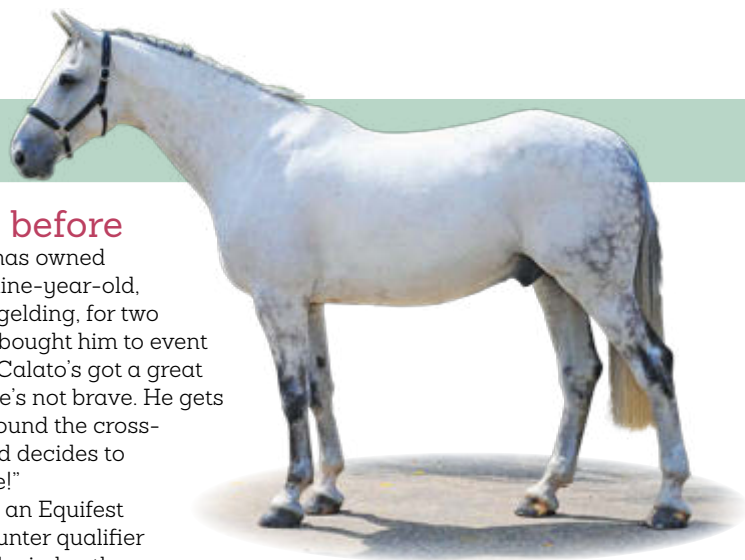 before
has owned
ine-year-old,
gelding, for two
bought him to event
Calato's got a great
e's not brave. He gets
ound the cross-
d decides to
e!"
an Equifest
unter qualifier